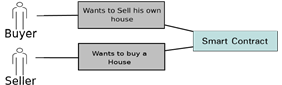 Wants to Sell his own
house
Buyer
Smart Contract
Wants to buy a
House
Seller